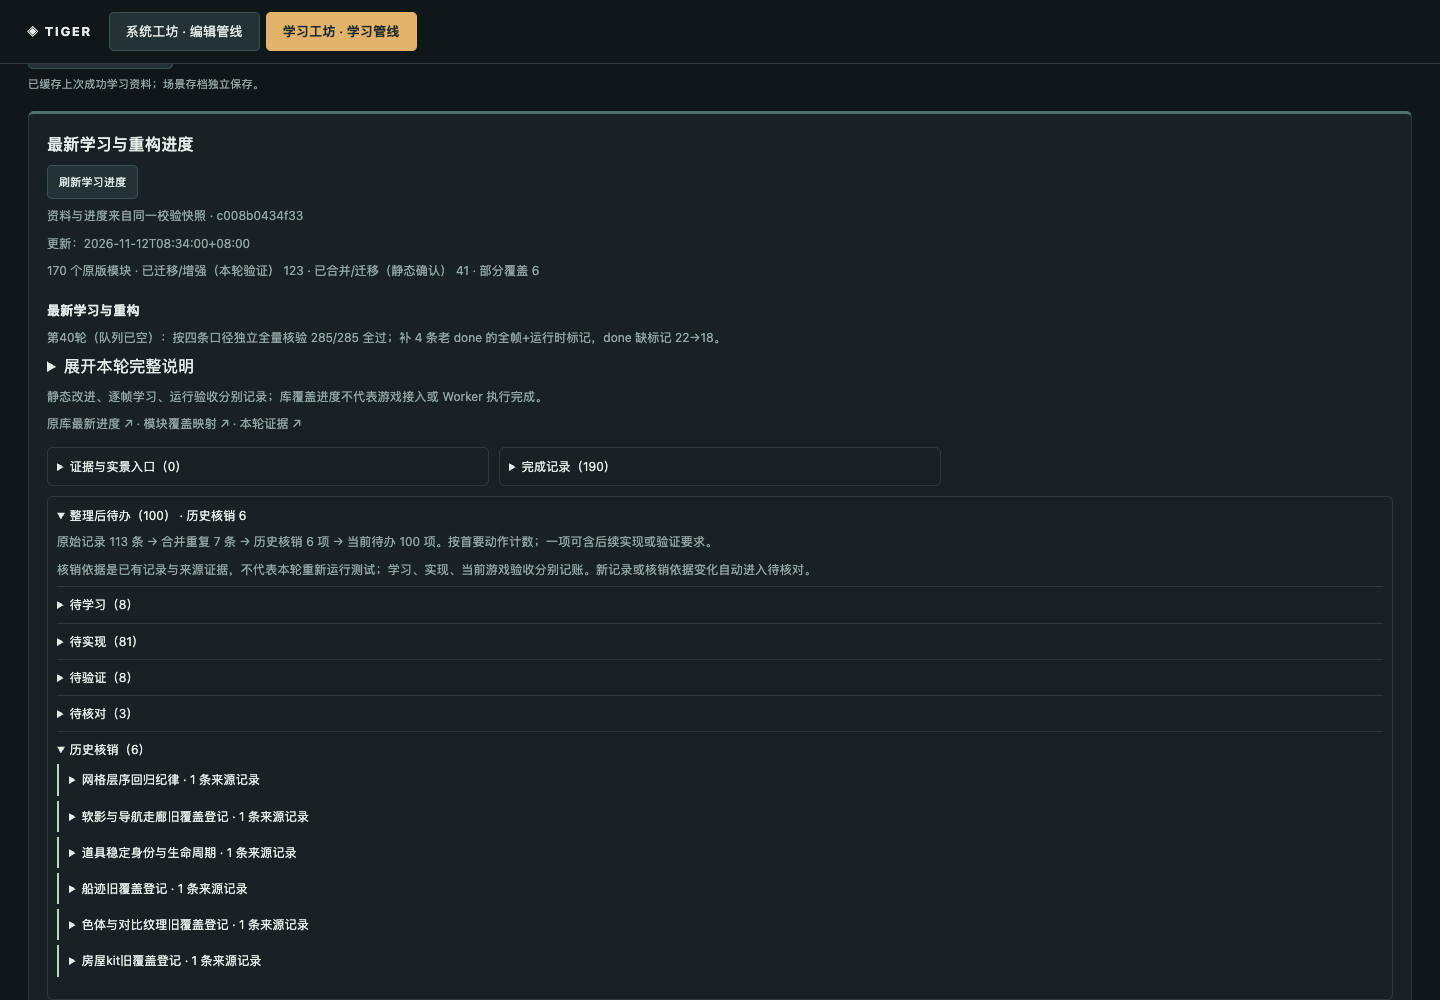 ◈ TIGER
系统工坊 · 编辑管线
学习工坊 · 学习管线
已缓存上次成功学习资料；场景存档独立保存。
最新学习与重构进度
刷新学习进度
资料与进度来自同一校验快照 · c008b0434f33
更新：2026-11-12T08:34:00+08:00
170 个原版模块 · 已迁移/增强（本轮验证） 123 · 已合并/迁移（静态确认） 41 · 部分覆盖 6
最新学习与重构
第40轮（队列已空）：按四条口径独立全量核验 285/285 全过；补 4 条老 done 的全帧+运行时标记，done 缺标记 22→18。
▶ 展开本轮完整说明
静态改进、逐帧学习、运行验收分别记录；库覆盖进度不代表游戏接入或 Worker 执行完成。
原库最新进度 ↗ · 模块覆盖映射 ↗ · 本轮证据 ↗
▶ 证据与实景入口（0）
▶ 完成记录（190）
▼ 整理后待办（100） · 历史核销 6
原始记录 113 条 → 合并重复 7 条 → 历史核销 6 项 → 当前待办 100 项。按首要动作计数；一项可含后续实现或验证要求。
核销依据是已有记录与来源证据，不代表本轮重新运行测试；学习、实现、当前游戏验收分别记账。新记录或核销依据变化自动进入待核对。
▶ 待学习（8）
▶ 待实现（81）
▶ 待验证（8）
▶ 待核对（3）
▼ 历史核销（6）
▶ 网格层序回归纪律 · 1 条来源记录
▶ 软影与导航走廊旧覆盖登记 · 1 条来源记录
▶ 道具稳定身份与生命周期 · 1 条来源记录
▶ 船迹旧覆盖登记 · 1 条来源记录
▶ 色体与对比纹理旧覆盖登记 · 1 条来源记录
▶ 房屋kit旧覆盖登记 · 1 条来源记录